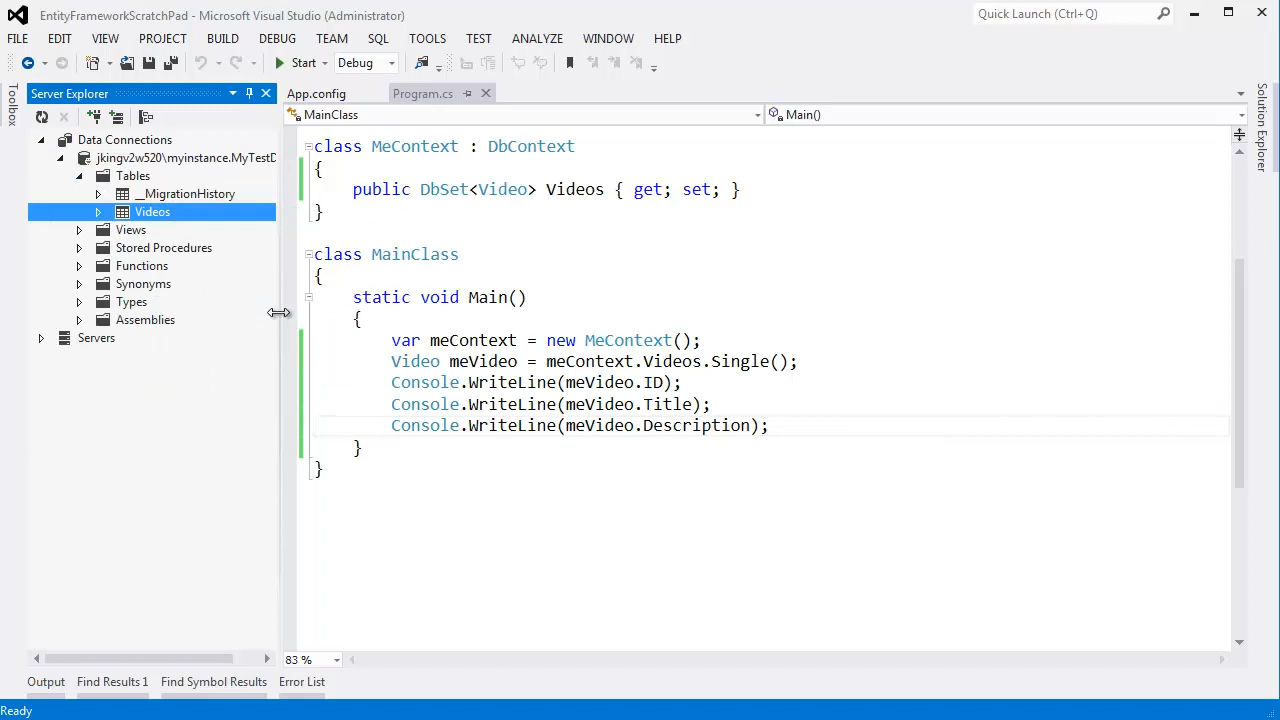 EntityFrameworkScratchPad - Microsoft Visual Studio (Administrator)
Quick Launch (Ctrl+Q)
FILE EDIT VIEW PROJECT BUILD DEBUG TEAM SQL TOOLS TEST ANALYZE WINDOW HELP
Start Debug
Toolbox
Server Explorer
Data Connections
jkingv2w520\myinstance.MyTestD
Tables
__MigrationHistory
Videos
Views
Stored Procedures
Functions
Synonyms
Types
Assemblies
Servers
App.config Program.cs
MainClass Main()
class MeContext : DbContext
{
public DbSet<Video> Videos { get; set; }
}
class MainClass
{
static void Main()
{
var meContext = new MeContext();
Video meVideo = meContext.Videos.Single();
Console.WriteLine(meVideo.ID);
Console.WriteLine(meVideo.Title);
Console.WriteLine(meVideo.Description);
}
}
83 %
Solution Explorer
Output Find Results 1 Find Symbol Results Error List
Ready